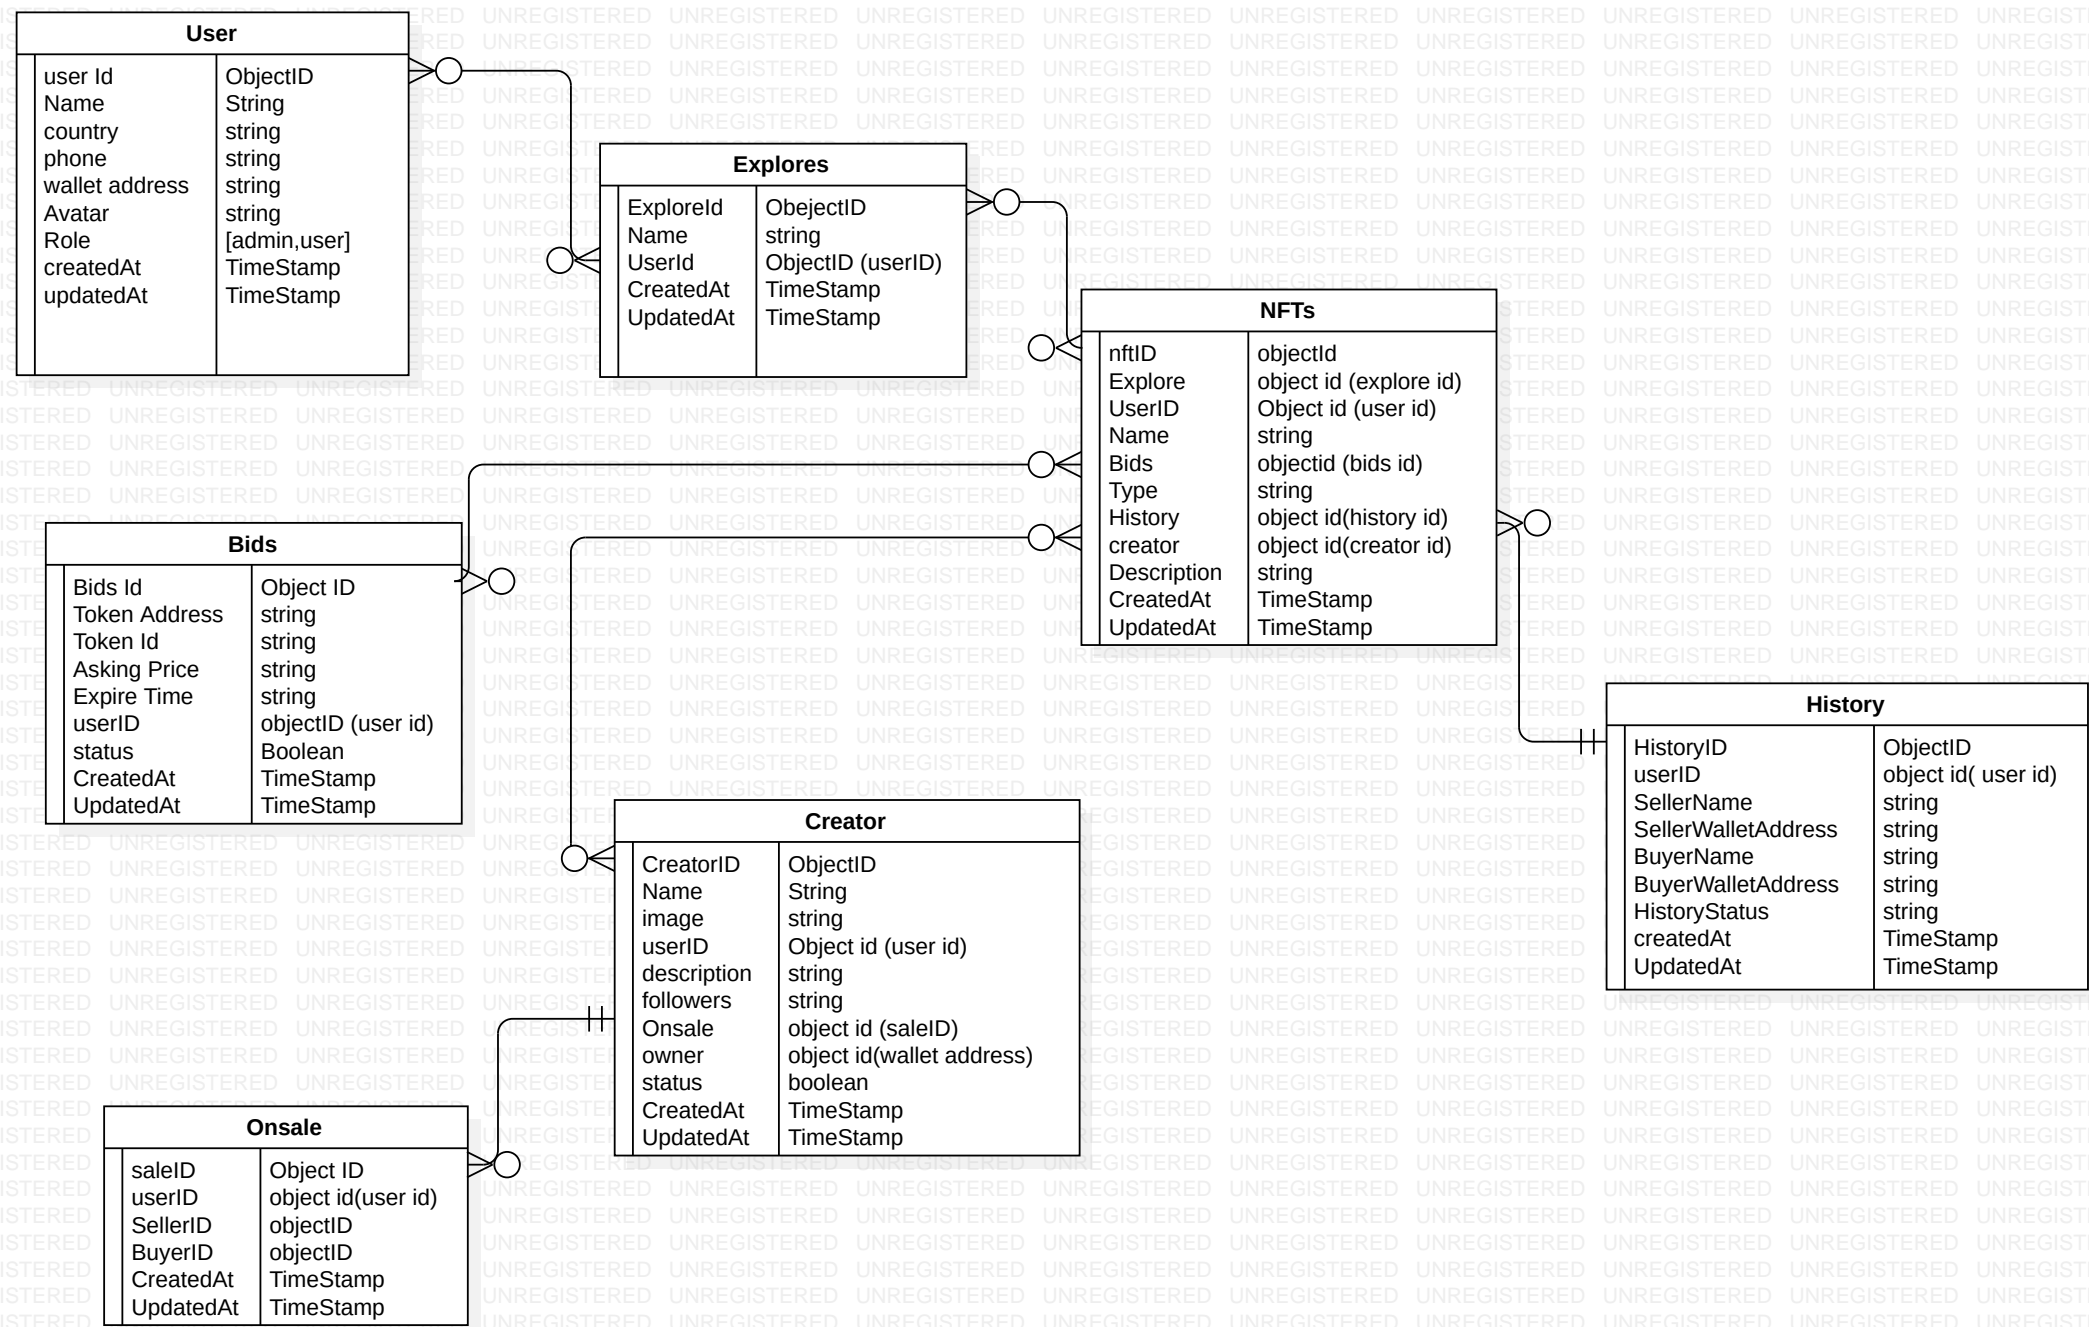 User
user Id ObjectID
Name String
country string
phone string
wallet address string
Avatar string
Role [admin,user]
createdAt TimeStamp
updatedAt TimeStamp
Explores
ExploreId ObejectID
Name string
UserId ObjectID (userID)
CreatedAt TimeStamp
UpdatedAt TimeStamp
NFTs
nftID objectId
Explore object id (explore id)
UserID Object id (user id)
Name string
Bids objectid (bids id)
Type string
History object id(history id)
creator object id(creator id)
Description string
CreatedAt TimeStamp
UpdatedAt TimeStamp
Bids
Bids Id Object ID
Token Address string
Token Id string
Asking Price string
Expire Time string
userID objectID (user id)
status Boolean
CreatedAt TimeStamp
UpdatedAt TimeStamp
History
HistoryID ObjectID
userID object id( user id)
SellerName string
SellerWalletAddress string
BuyerName string
BuyerWalletAddress string
HistoryStatus string
createdAt TimeStamp
UpdatedAt TimeStamp
Creator
CreatorID ObjectID
Name String
image string
userID Object id (user id)
description string
followers string
Onsale object id (saleID)
owner object id(wallet address)
status boolean
CreatedAt TimeStamp
UpdatedAt TimeStamp
Onsale
saleID Object ID
userID object id(user id)
SellerID objectID
BuyerID objectID
CreatedAt TimeStamp
UpdatedAt TimeStamp
UNREGISTERED